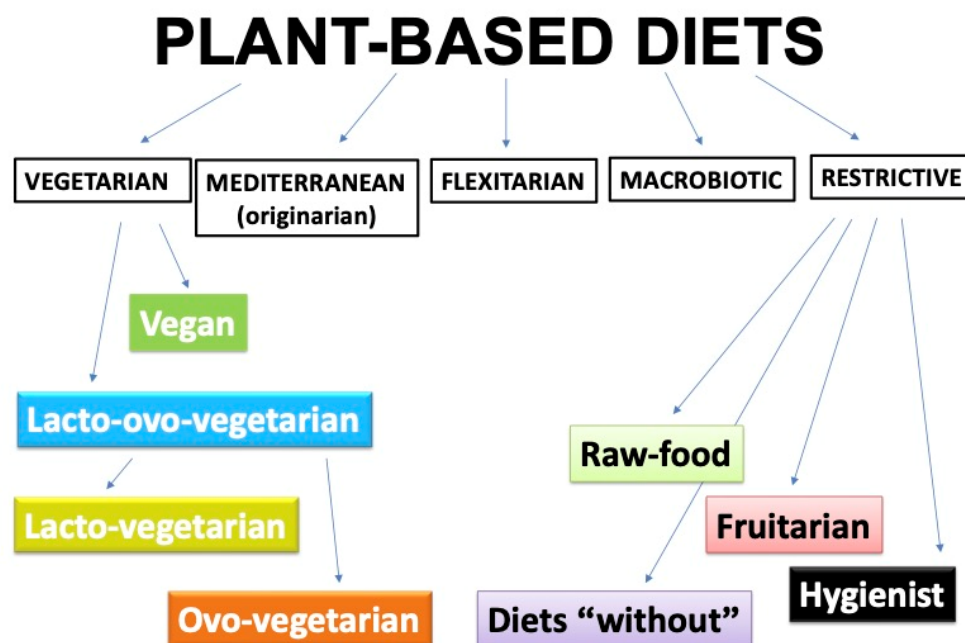 PLANT-BASED DIETS
VEGETARIAN
MEDITERRANEAN
(originarian)
FLEXITARIAN
MACROBIOTIC
RESTRICTIVE
Vegan
Lacto-ovo-vegetarian
Lacto-vegetarian
Ovo-vegetarian
Raw-food
Fruitarian
Hygienist
Diets “without”